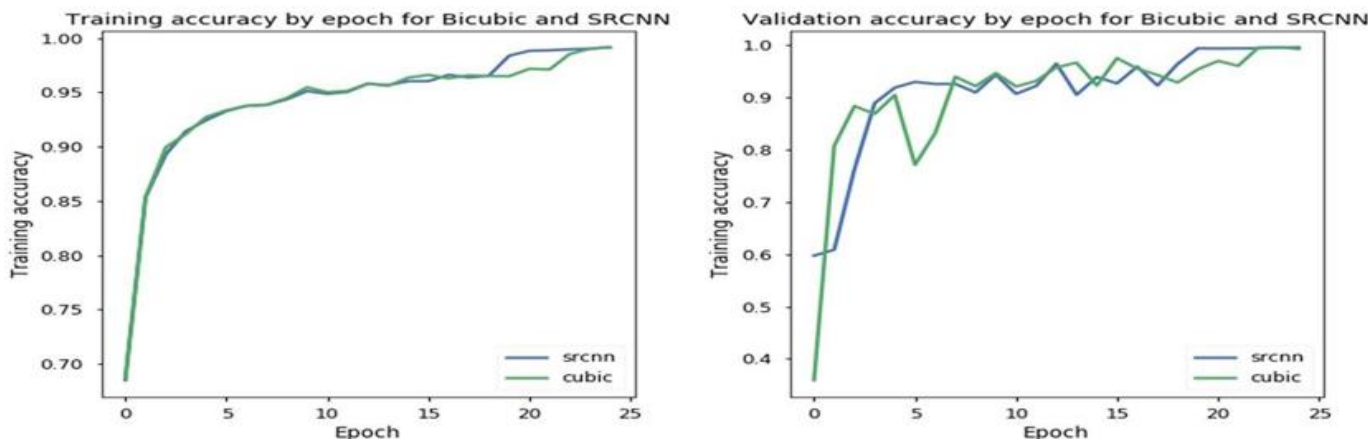 Training accuracy by epoch for Bicubic and SRCNN
1.00
0.95
0.90
0.85
0.80
0.75
0.70
Training accuracy
0
5
10
15
20
25
Epoch
srcnn
cubic
Validation accuracy by epoch for Bicubic and SRCNN
1.0
0.9
0.8
0.7
0.6
0.5
0.4
Training accuracy
0
5
10
15
20
25
Epoch
srcnn
cubic